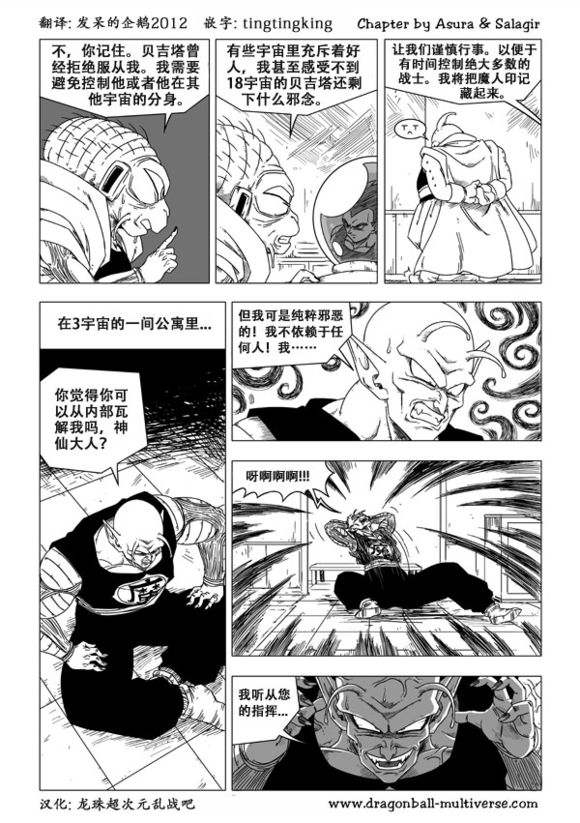 翻译: 发呆的企鹅2012 嵌字: tingtingking Chapter by Asura & Salagir
不，你记住。贝吉塔曾
经拒绝服从我。我需要
避免控制他或者他在其
他宇宙的分身。
有些宇宙里充斥着好
人，我甚至感受不到
18宇宙的贝吉塔还剩
下什么邪念。
让我们谨慎行事。以便于
有时间控制绝大多数的
战士。我将把魔人印记
藏起来。
在3宇宙的一间公寓里...
你觉得你可
以从内部瓦
解我吗，神
仙大人？
但我可是纯粹邪恶
的！我不依赖于任
何人！我……
呀啊啊啊!!!
我听从您
的指挥...
汉化: 龙珠超次元乱战吧 www.dragonball-multiverse.com